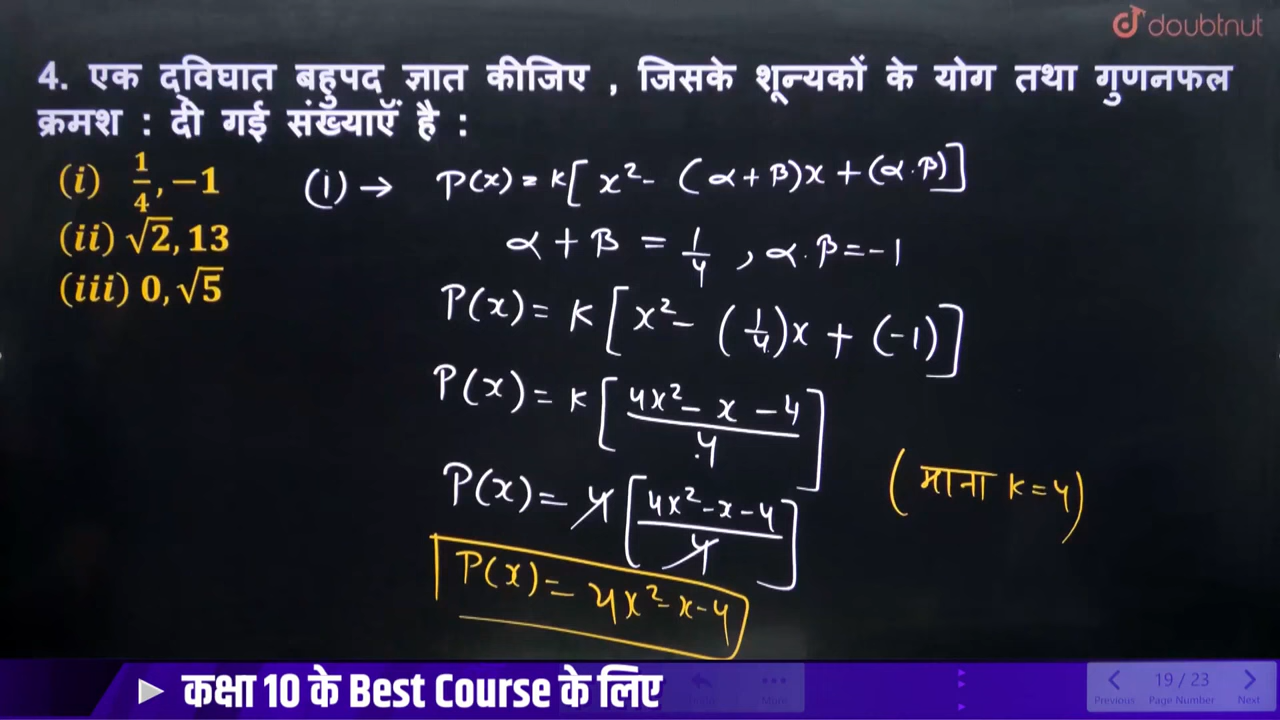 doubtnut
4. एक द्विघात बहुपद ज्ञात कीजिए , जिसके शून्यकों के योग तथा गुणनफल
क्रमश : दी गई संख्याएँ है :
(i) 1/4, −1
(ii) √2, 13
(iii) 0, √5
(1) → P(x) = K[x² - (α + β)x + (α.β)]
α + β = 1/4 , α.β = -1
P(x) = K[x² - (1/4)x + (-1)]
P(x) = K[(4x² - x - 4)/4]
P(x) = 4[(4x² - x - 4)/4]
(माना K = 4)
P(x) = 4x² - x - 4
कक्षा 10 के Best Course के लिए
More
Previous
19 / 23
Page Number
Next